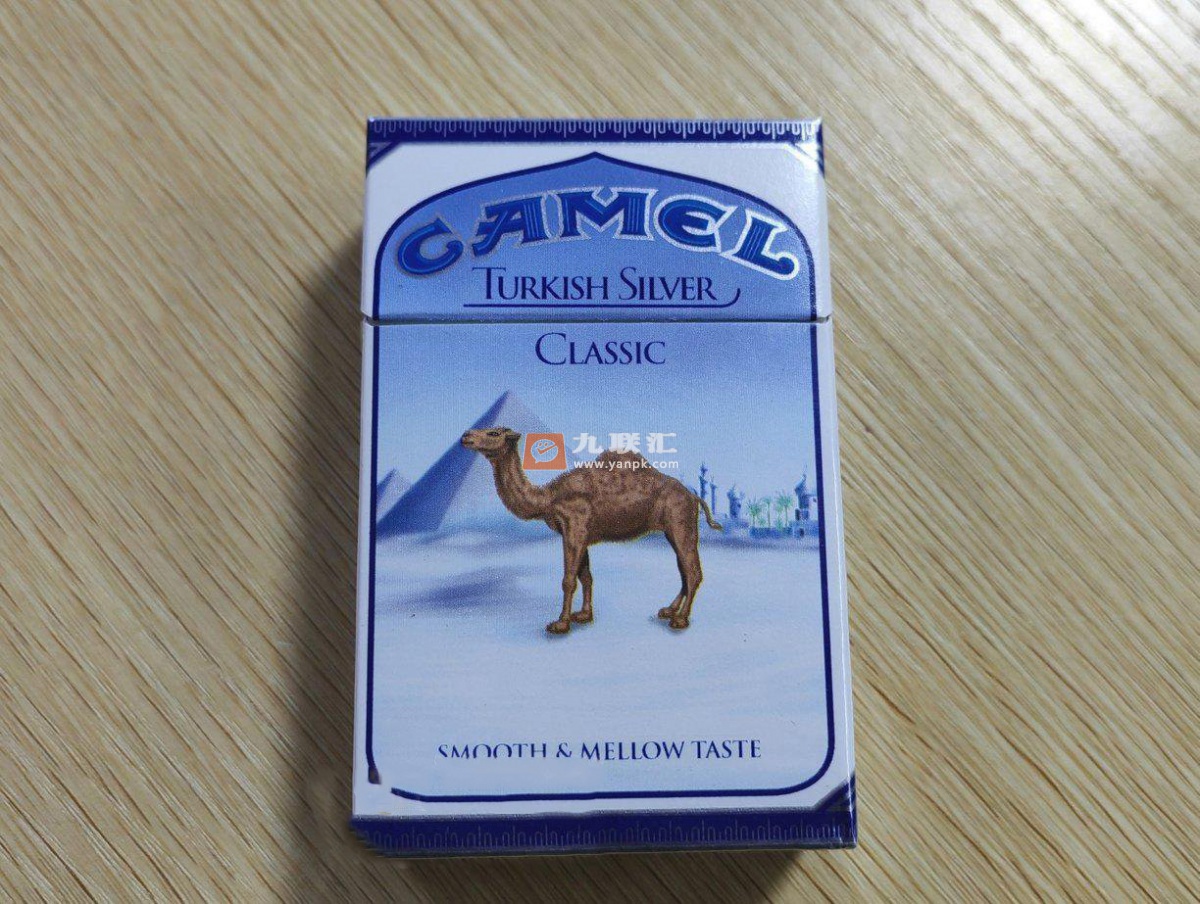 CAMEL
TURKISH SILVER
CLASSIC
九联汇
www.yanpk.com
SMOOTH & MELLOW TASTE